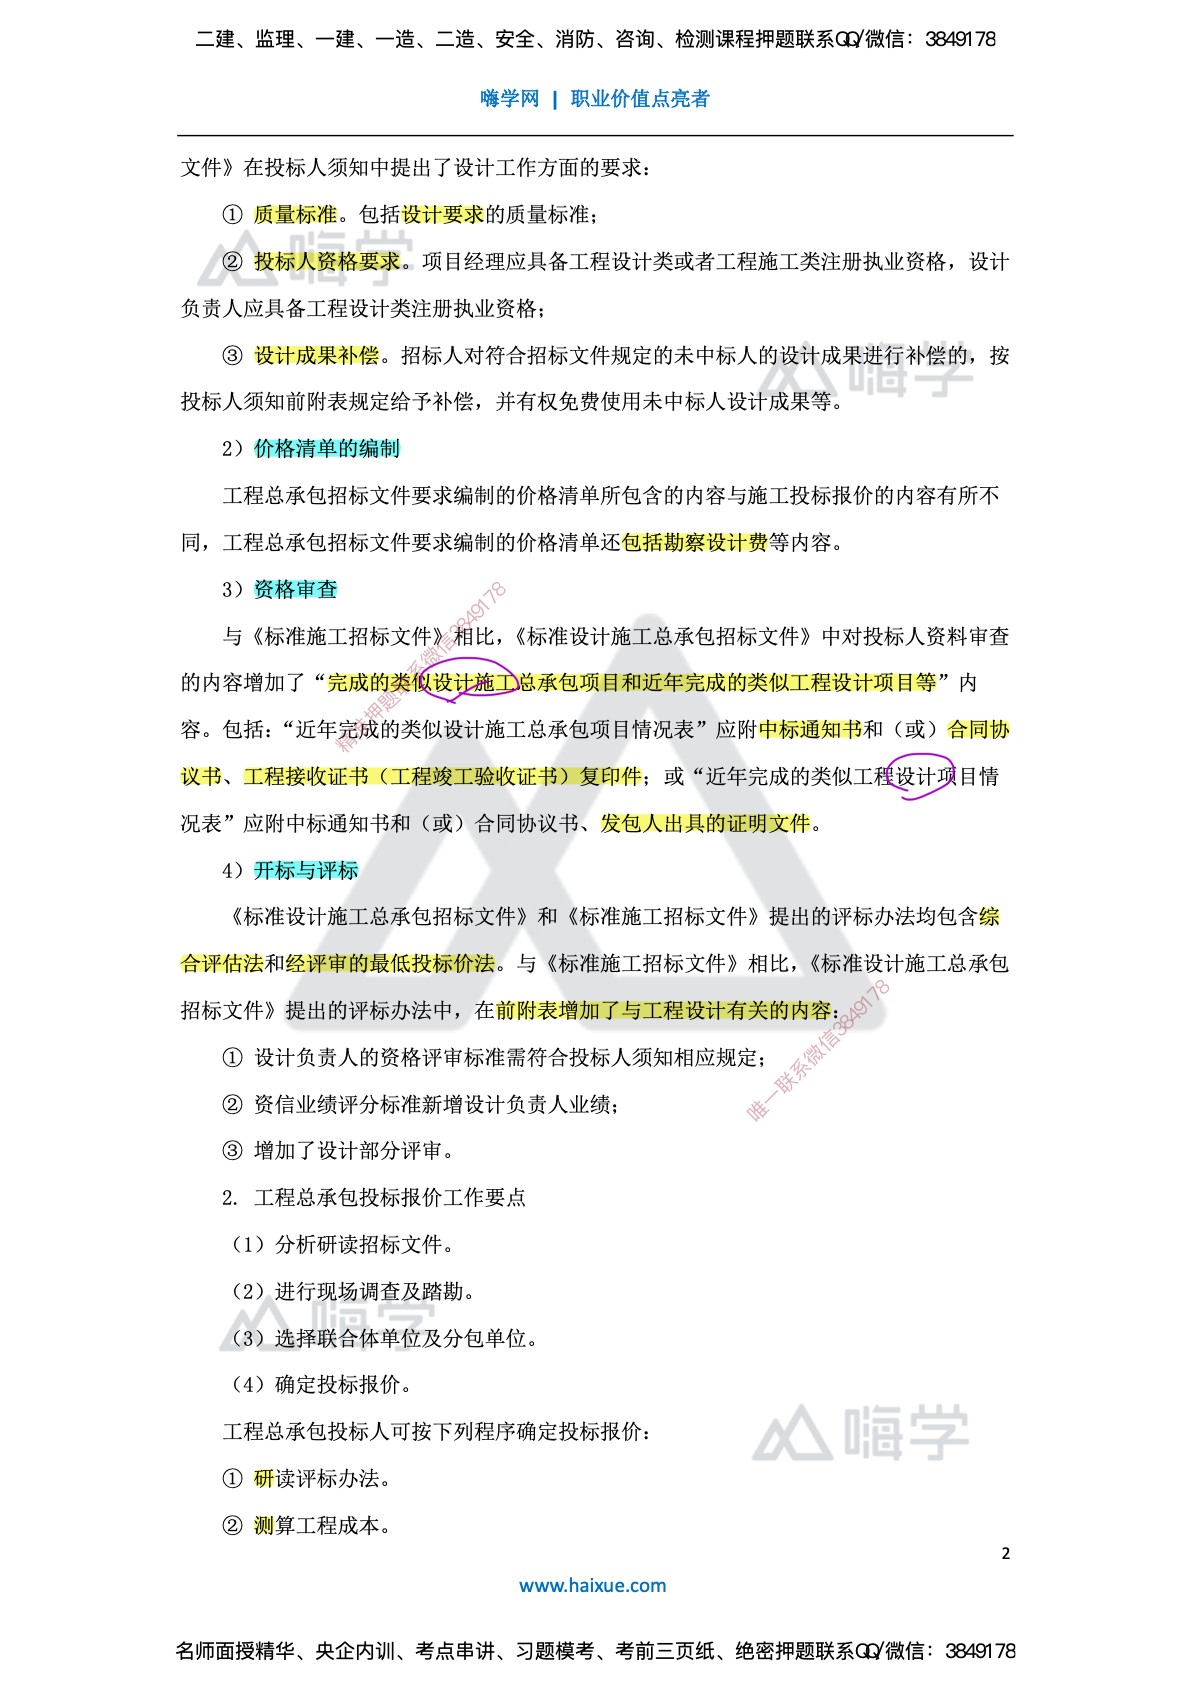 二建、监理、一建、一造、二造、安全、消防、咨询、检测课程押题联系QQ/微信：3849178
嗨学网 | 职业价值点亮者
文件》在投标人须知中提出了设计工作方面的要求：
① 质量标准。包括设计要求的质量标准；
嗨学
② 投标人资格要求。项目经理应具备工程设计类或者工程施工类注册执业资格，设计
负责人应具备工程设计类注册执业资格；
③ 设计成果补偿。招标人对符合招标文件规定的未中标人的设计成果进行补偿的，按
嗨学
投标人须知前附表规定给予补偿，并有权免费使用未中标人设计成果等。
2）价格清单的编制
工程总承包招标文件要求编制的价格清单所包含的内容与施工投标报价的内容有所不
同，工程总承包招标文件要求编制的价格清单还包括勘察设计费等内容。
3）资格审查
与《标准施工招标文件》相比，《标准设计施工总承包招标文件》中对投标人资料审查
的内容增加了“完成的类似设计施工总承包项目和近年完成的类似工程设计项目等”内
精准押题联系微信3849178
容。包括：“近年完成的类似设计施工总承包项目情况表”应附中标通知书和（或）合同协
议书、工程接收证书（工程竣工验收证书）复印件；或“近年完成的类似工程设计项目情
况表”应附中标通知书和（或）合同协议书、发包人出具的证明文件。
4）开标与评标
《标准设计施工总承包招标文件》和《标准施工招标文件》提出的评标办法均包含综
合评估法和经评审的最低投标价法。与《标准施工招标文件》相比，《标准设计施工总承包
招标文件》提出的评标办法中，在前附表增加了与工程设计有关的内容：
① 设计负责人的资格评审标准需符合投标人须知相应规定；
唯一联系微信3849178
② 资信业绩评分标准新增设计负责人业绩；
③ 增加了设计部分评审。
2. 工程总承包投标报价工作要点
（1）分析研读招标文件。
（2）进行现场调查及踏勘。
嗨学
（3）选择联合体单位及分包单位。
（4）确定投标报价。
工程总承包投标人可按下列程序确定投标报价：
嗨学
① 研读评标办法。
② 测算工程成本。
2
www.haixue.com
名师面授精华、央企内训、考点串讲、习题模考、考前三页纸、绝密押题联系QQ/微信：3849178